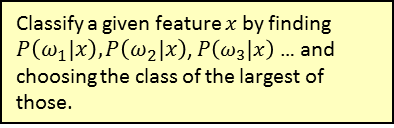 Classify a given feature 𝑥 by finding
𝑃(𝜔₁|𝑥), 𝑃(𝜔₂|𝑥), 𝑃(𝜔₃|𝑥) … and
choosing the class of the largest of
those.